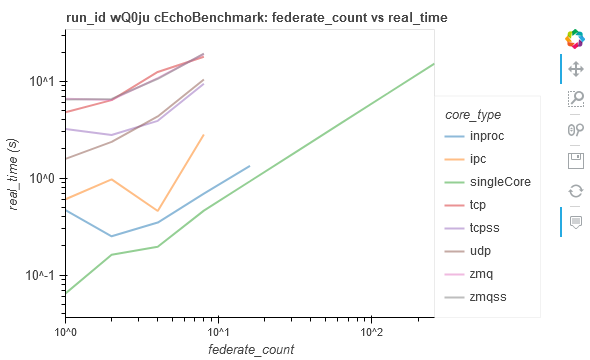 run_id wQ0ju cEchoBenchmark: federate_count vs real_time
10^1
10^0
10^-1
real_time (s)
10^0
10^1
10^2
federate_count
core_type
inproc
ipc
singleCore
tcp
tcpss
udp
zmq
zmqss